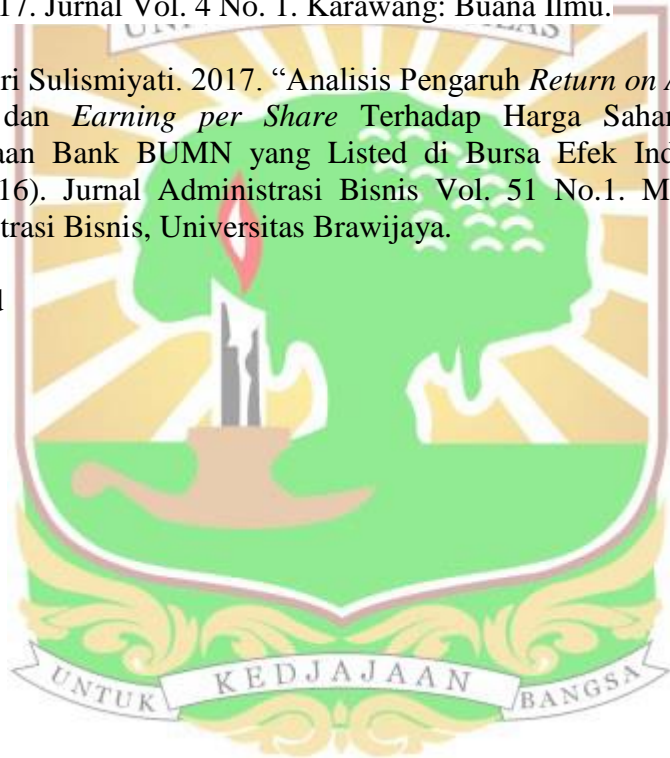 17. Jurnal Vol. 4 No. 1. Karawang: Buana Ilmu.
ri Sulismiyati. 2017. “Analisis Pengaruh Return on A
dan Earning per Share Terhadap Harga Saham
aan Bank BUMN yang Listed di Bursa Efek Ind
16). Jurnal Administrasi Bisnis Vol. 51 No.1. M
trasi Bisnis, Universitas Brawijaya.
UNTUK KEDJAJAAN BANGSA